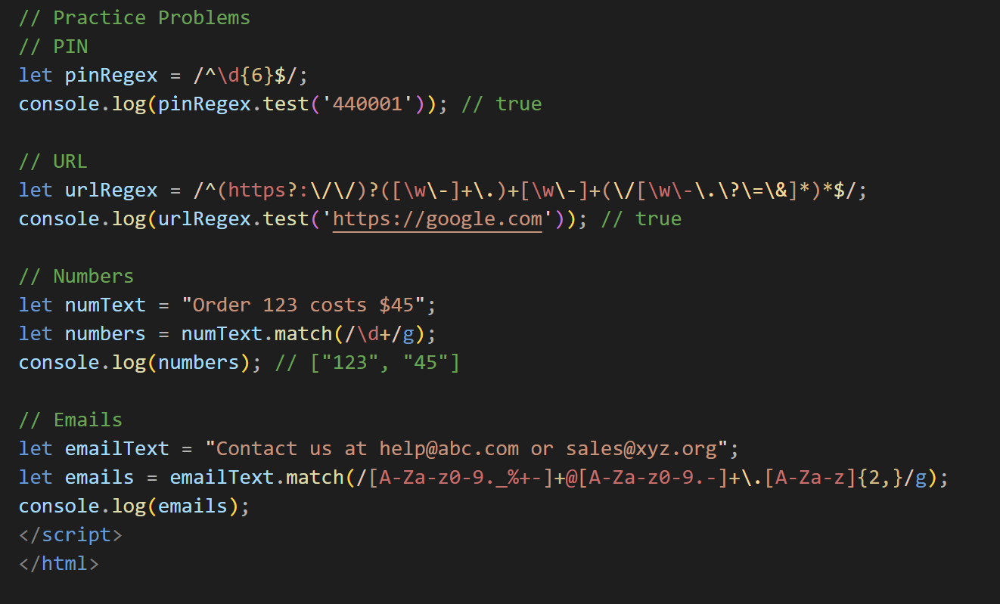 // Practice Problems
// PIN
let pinRegex = /^\d{6}$/;
console.log(pinRegex.test('440001')); // true
// URL
let urlRegex = /^(https?:\/\/)?([\w\-]+\.)+[\w\-]+(\/[\w\-\.\?\=\&]*)*$/;
console.log(urlRegex.test('https://google.com')); // true
// Numbers
let numText = "Order 123 costs $45";
let numbers = numText.match(/\d+/g);
console.log(numbers); // ["123", "45"]
// Emails
let emailText = "Contact us at help@abc.com or sales@xyz.org";
let emails = emailText.match(/[A-Za-z0-9._%+-]+@[A-Za-z0-9.-]+\.[A-Za-z]{2,}/g);
console.log(emails);
</script>
</html>